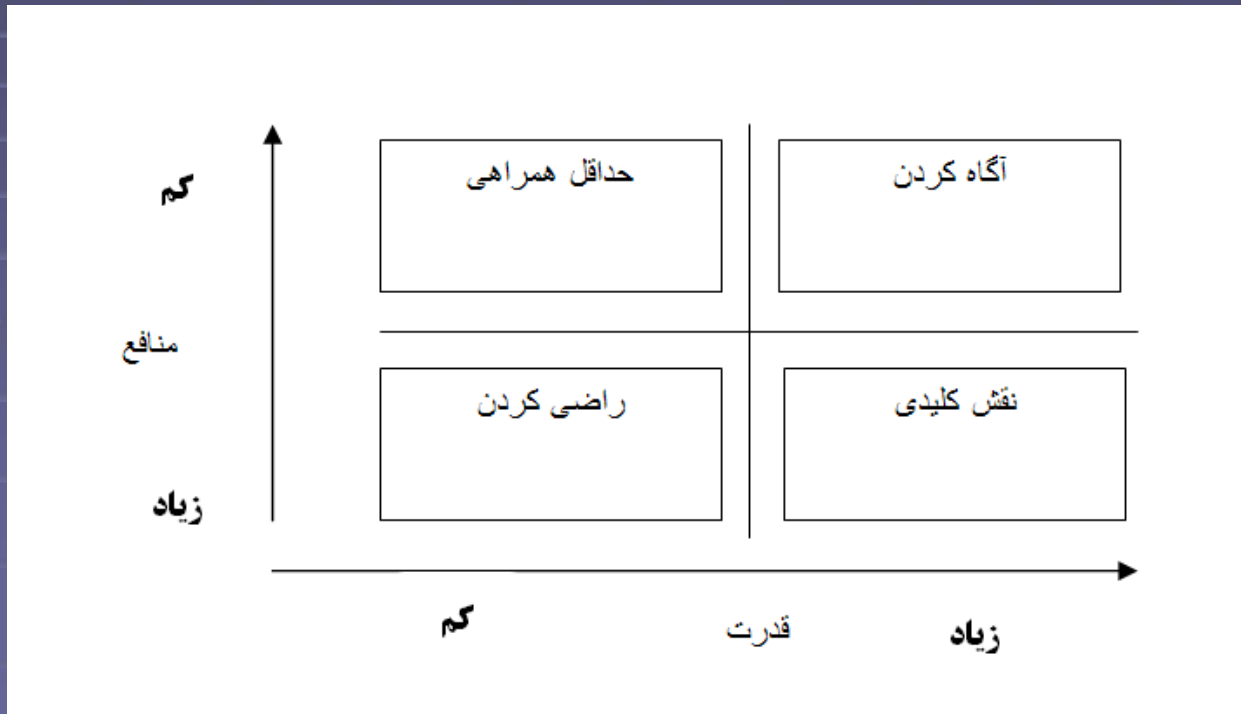 آگاه کردن
حداقل همراهی
کم
منافع
نقش کلیدی
راضی کردن
زیاد
کم
قدرت
زیاد